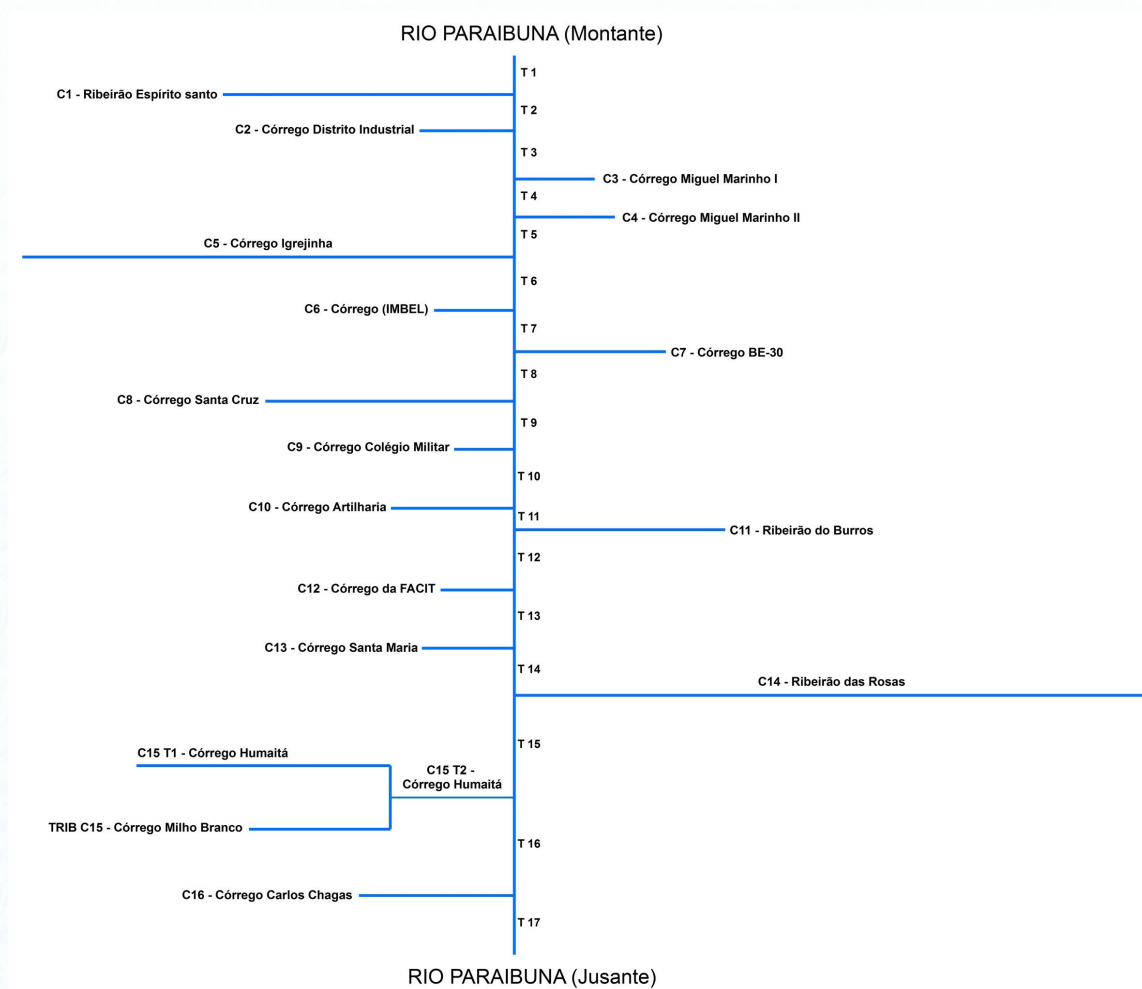 RIO PARAIBUNA (Montante)
T 1
C1 - Ribeirão Espírito santo
T 2
C2 - Córrego Distrito Industrial
T 3
C3 - Córrego Miguel Marinho I
T 4
C4 - Córrego Miguel Marinho II
T 5
C5 - Córrego Igrejinha
T 6
C6 - Córrego (IMBEL)
T 7
C7 - Córrego BE-30
T 8
C8 - Córrego Santa Cruz
T 9
C9 - Córrego Colégio Militar
T 10
C10 - Córrego Artilharia
T 11
C11 - Ribeirão do Burros
T 12
C12 - Córrego da FACIT
T 13
C13 - Córrego Santa Maria
T 14
C14 - Ribeirão das Rosas
T 15
C15 T1 - Córrego Humaitá
C15 T2 -
Córrego Humaitá
TRIB C15 - Córrego Milho Branco
T 16
C16 - Córrego Carlos Chagas
T 17
RIO PARAIBUNA (Jusante)